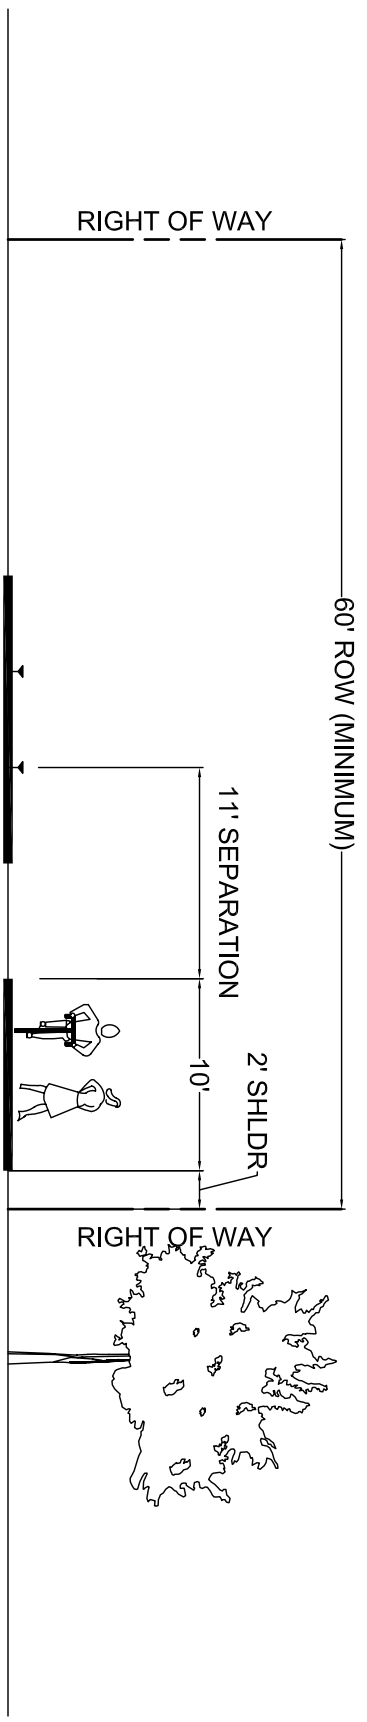 RIGHT OF WAY
60' ROW (MINIMUM)
11' SEPARATION
10'
2' SHLDR
RIGHT OF WAY